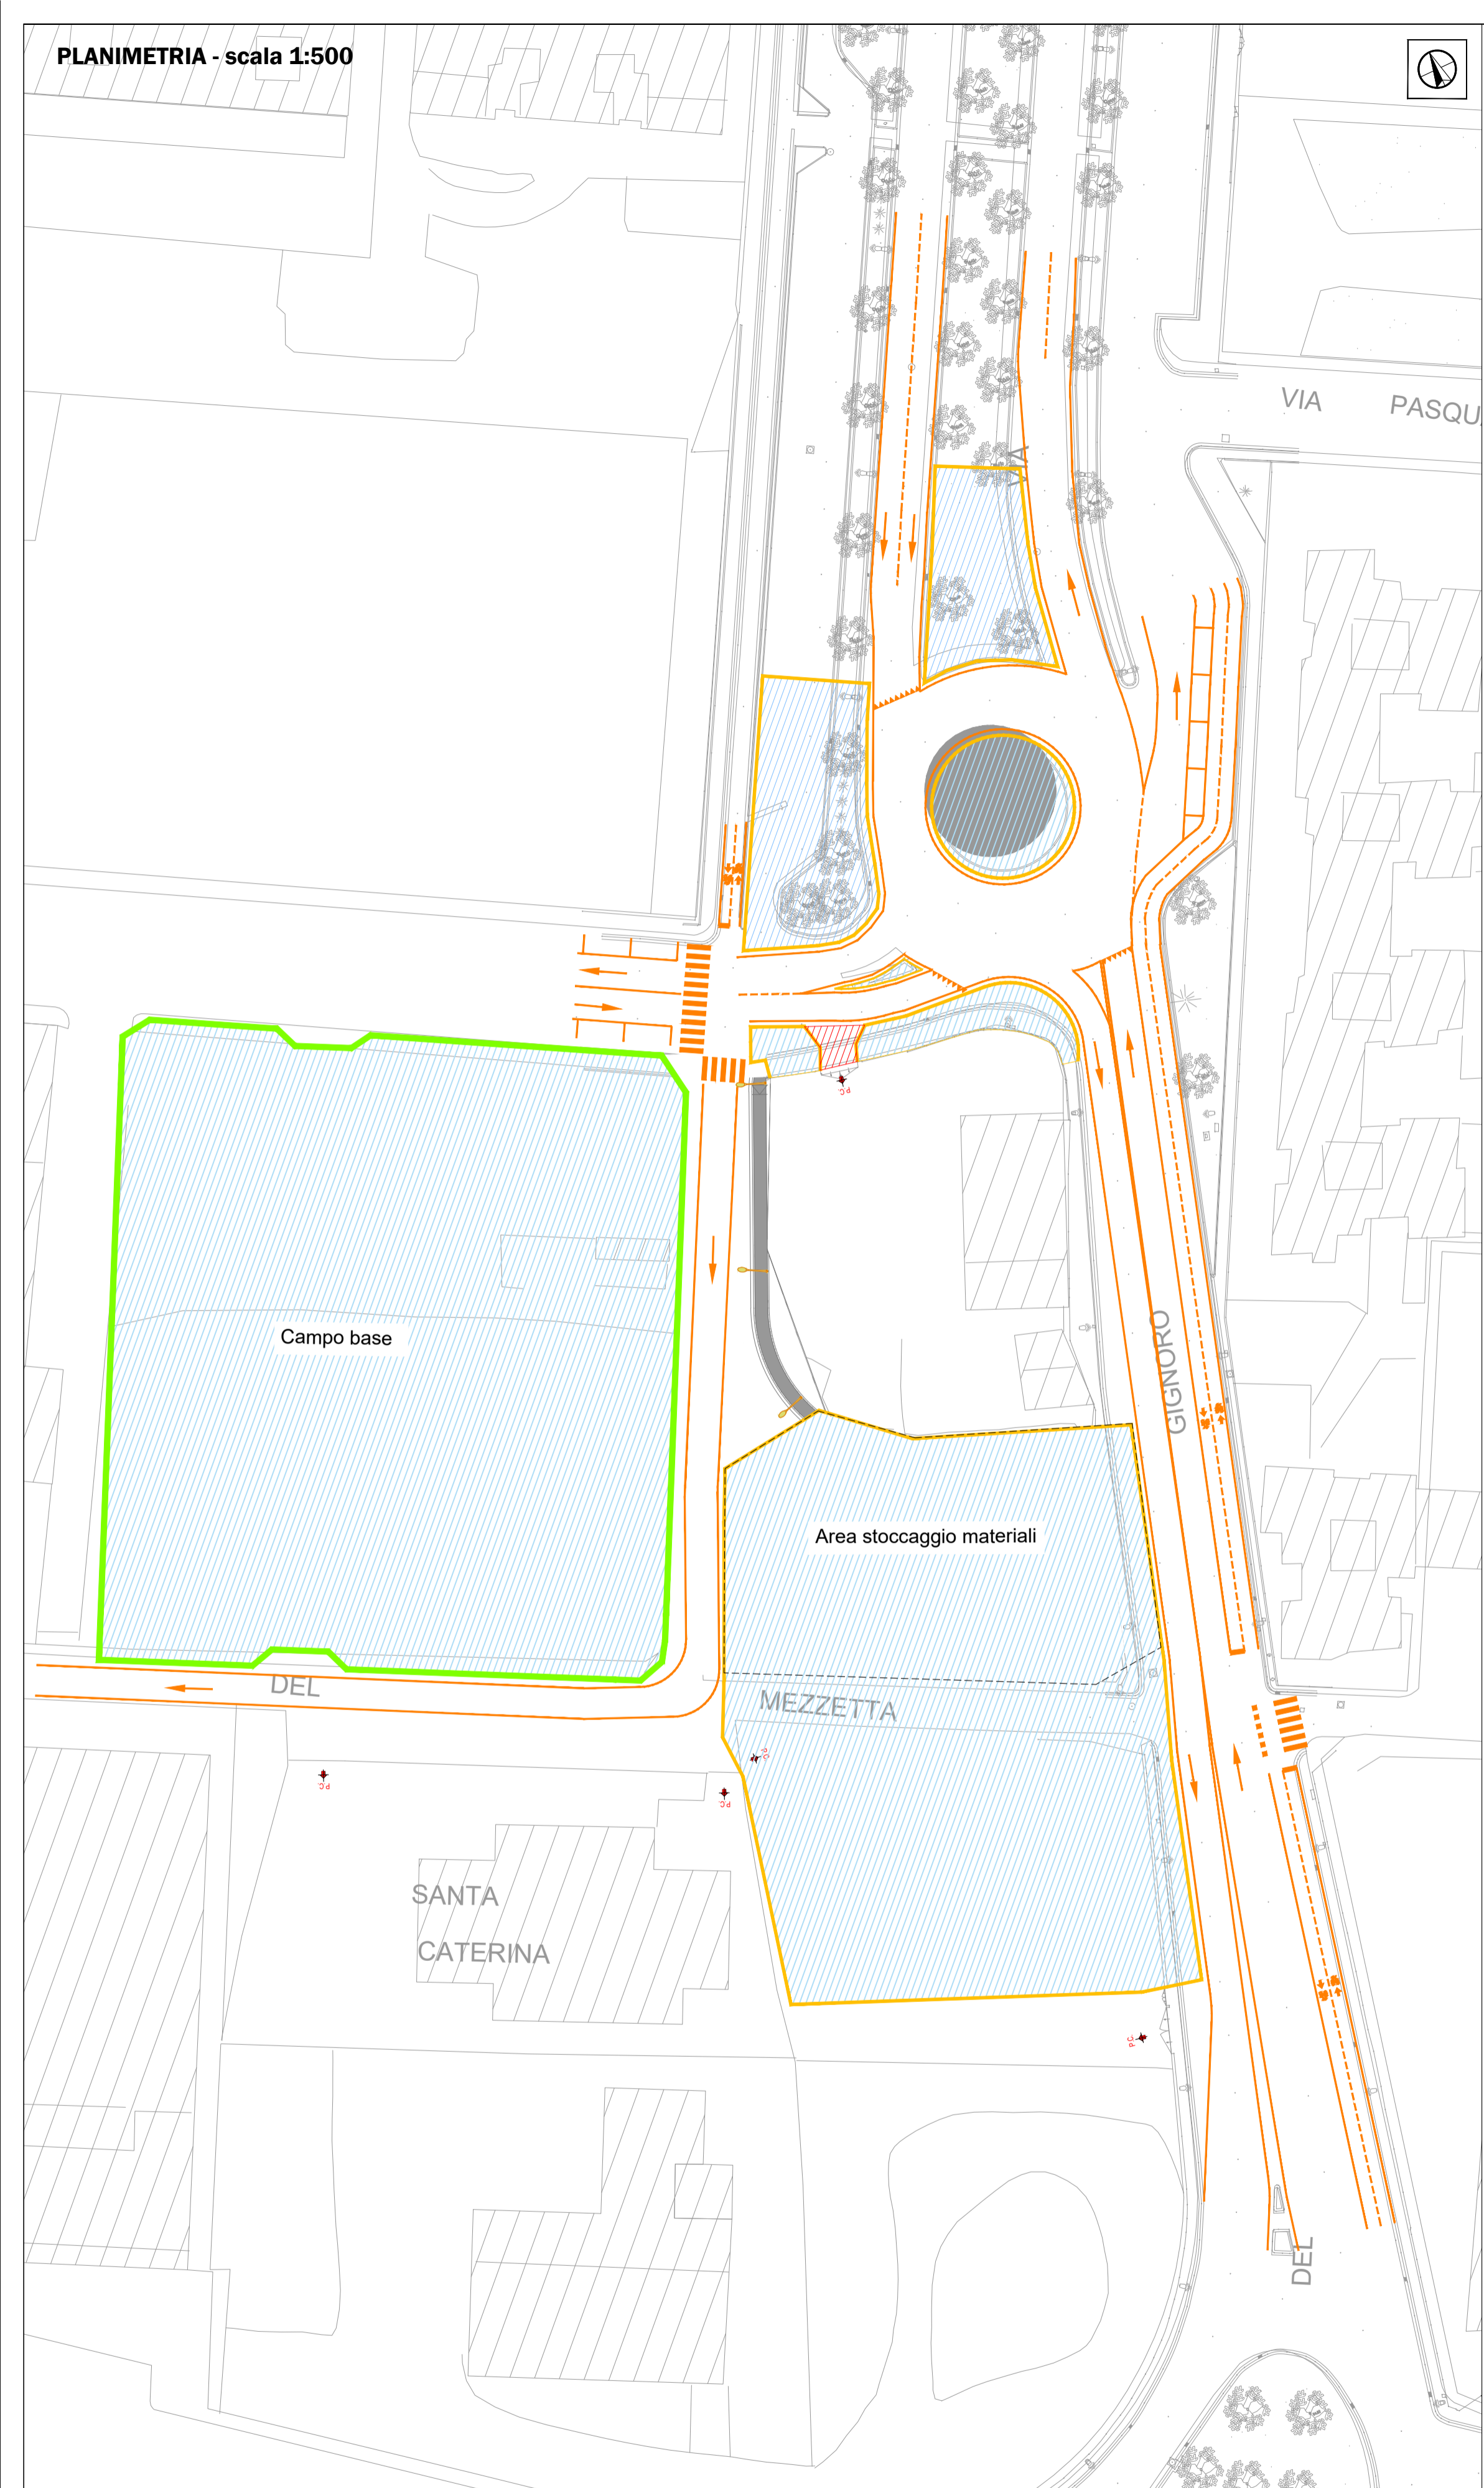 PLANIMETRIA - scala 1:500
VIA PASQU
VIA
P.C.
Campo base
GIGNORO
Area stoccaggio materiali
DEL
MEZZETTA
P.C.
P.C.
P.C.
SANTA
CATERINA
P.C.
DEL